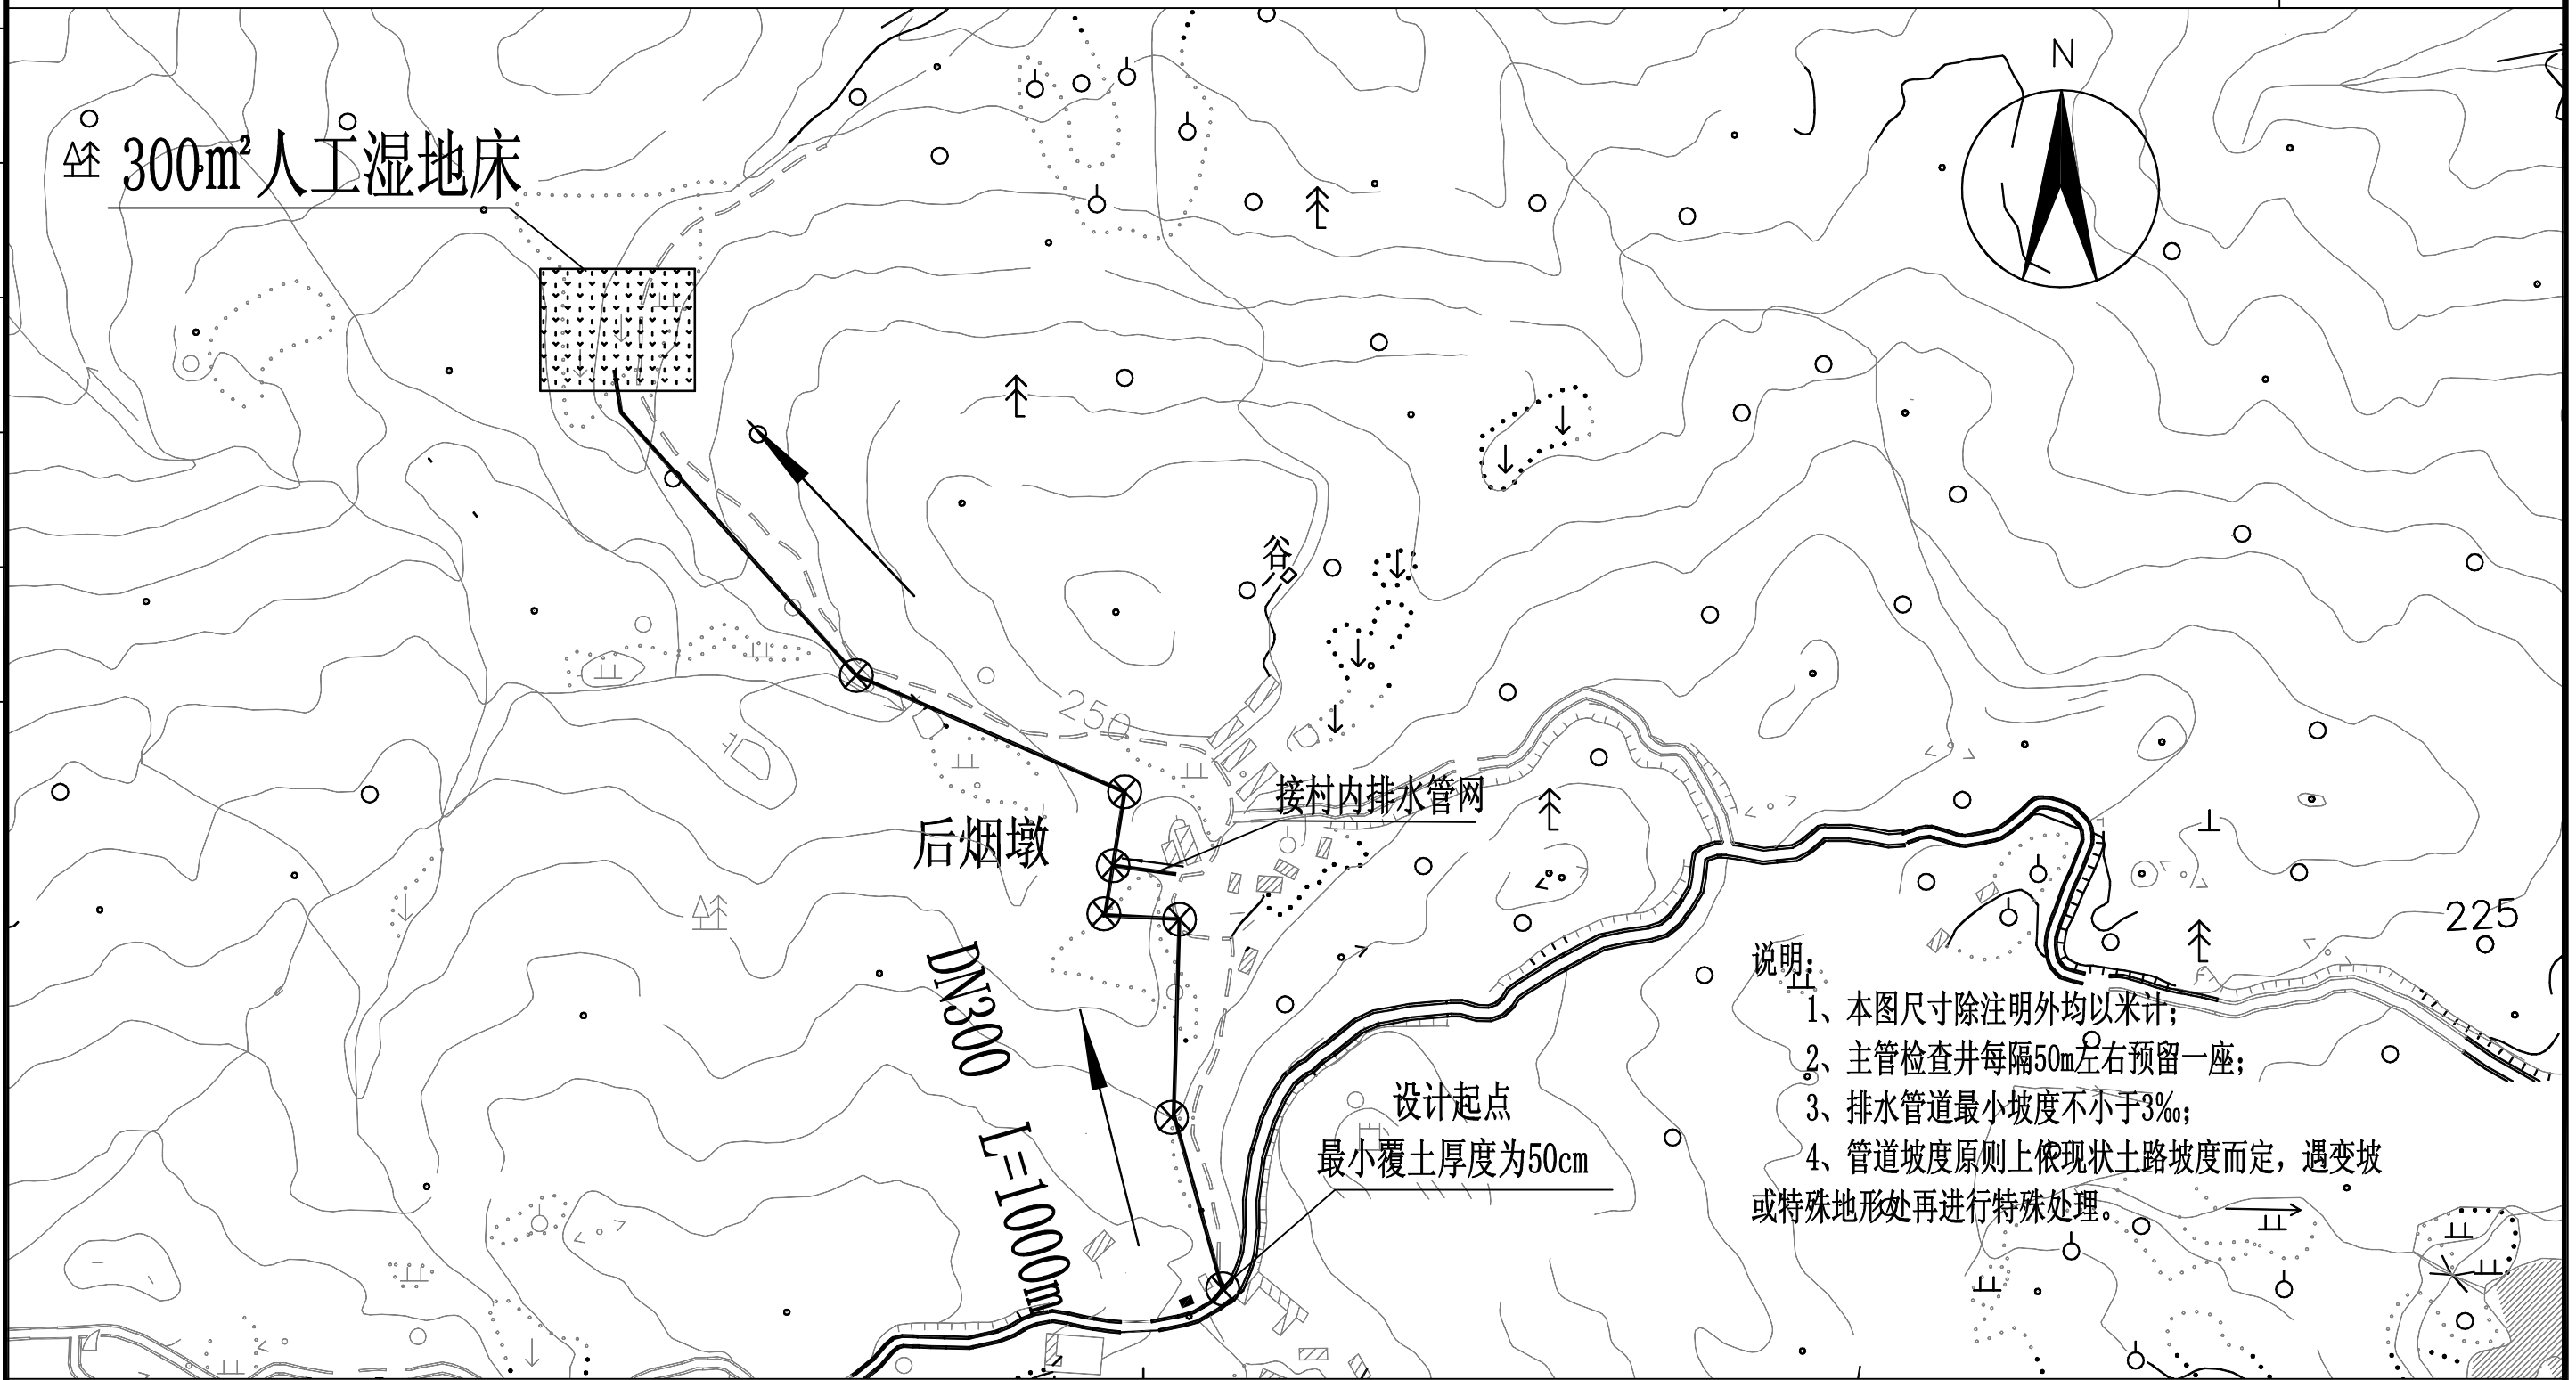 N
300m²人工湿地床
谷
250
接村内排水管网
后烟墩
225
DN300 L=1000m
说明:
1、本图尺寸除注明外均以米计;
2、主管检查井每隔50m左右预留一座;
3、排水管道最小坡度不小于3‰;
4、管道坡度原则上依现状土路坡度而定，遇变坡
或特殊地形处再进行特殊处理。
设计起点
最小覆土厚度为50cm